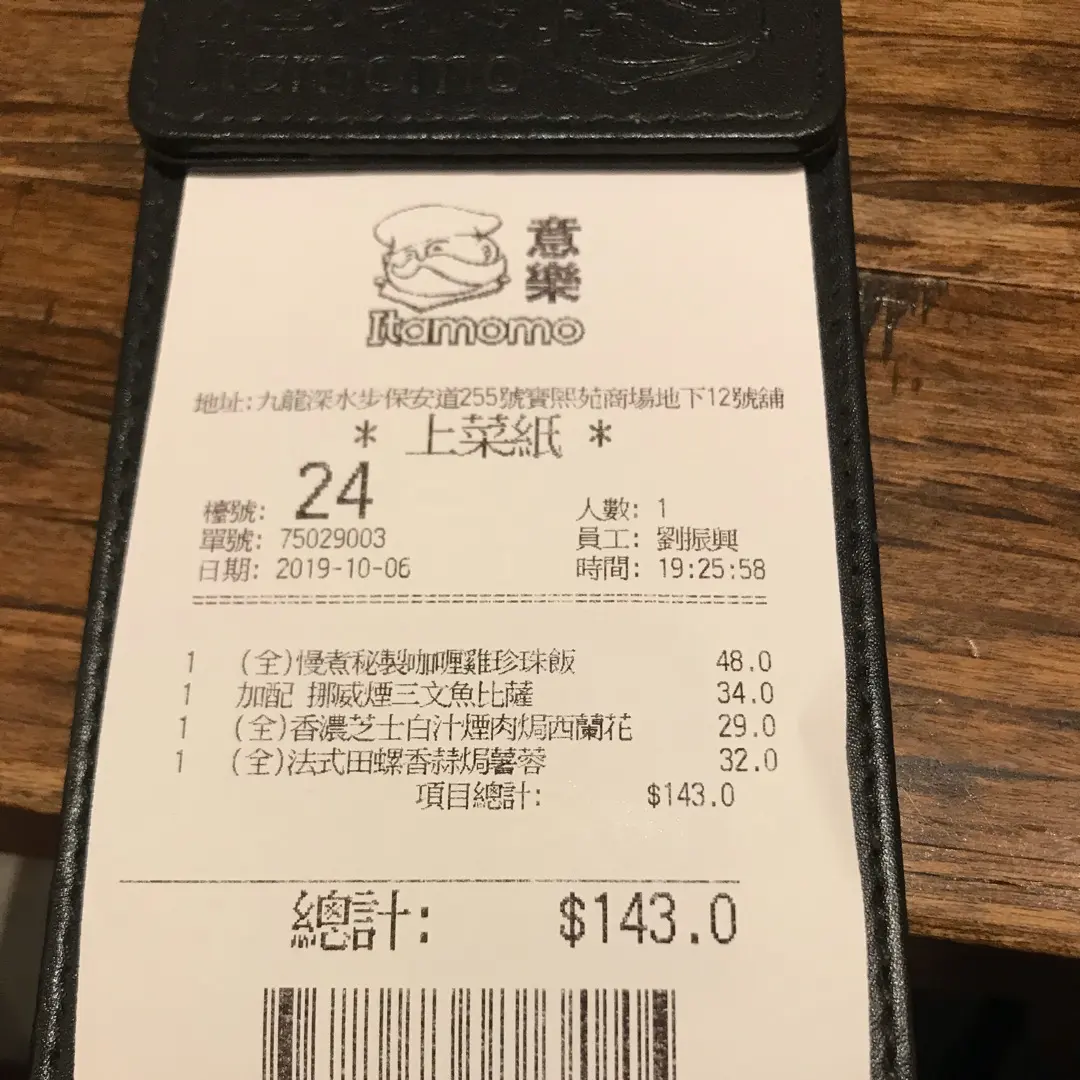 Itamomo
意樂
Itamomo
地址:九龍深水步保安道255號寶熙苑商場地下12號舖
* 上菜紙 *
檯號: 24 人數: 1
單號: 75029003 員工: 劉振興
日期: 2019-10-06 時間: 19:25:58
1 (全)慢煮秘製咖喱雞珍珠飯 48.0
1 加配 挪威煙三文魚比薩 34.0
1 (全)香濃芝士白汁煙肉焗西蘭花 29.0
1 (全)法式田螺香蒜焗薯蓉 32.0
項目總計: $143.0
總計: $143.0